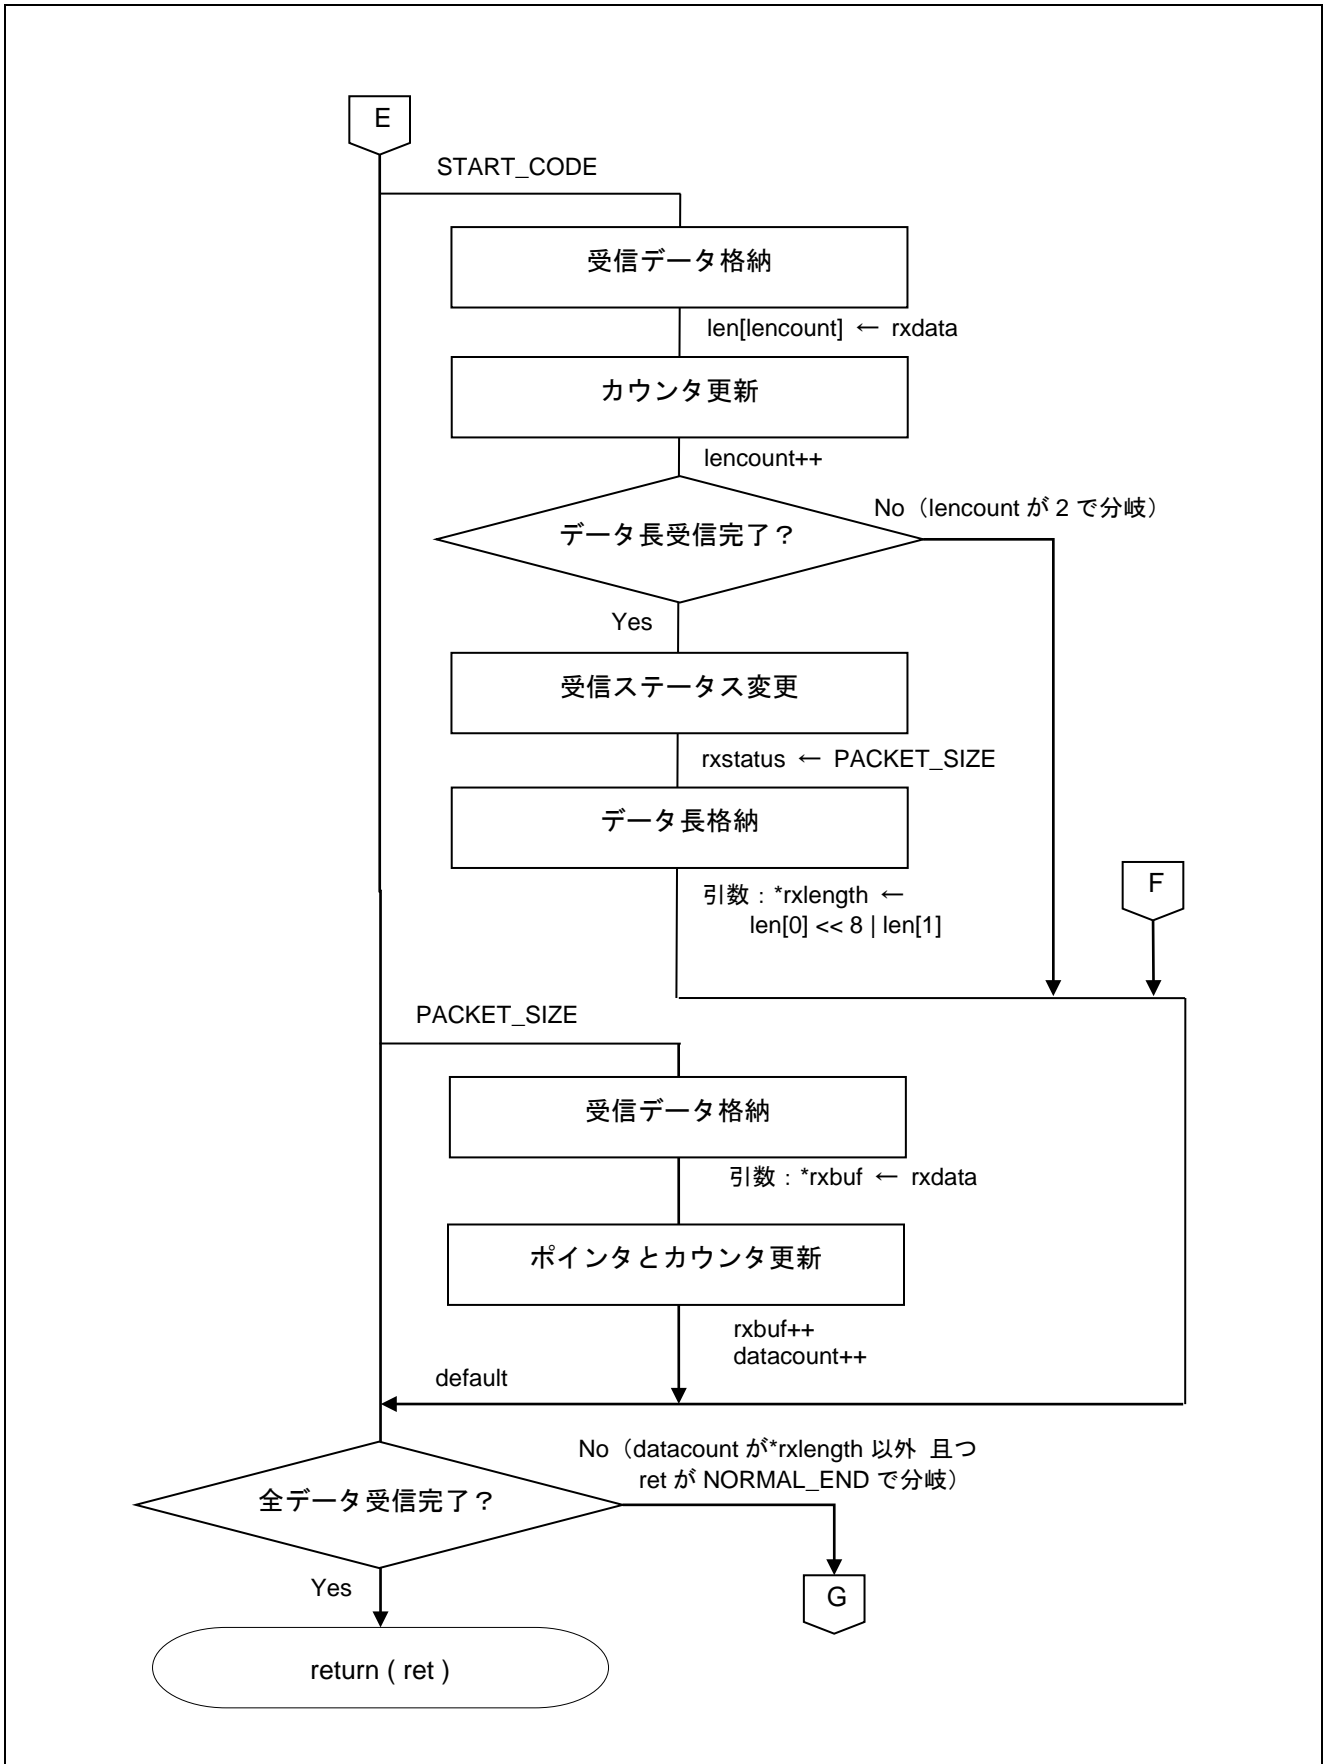 E
START_CODE
受信データ格納
len[lencount] ← rxdata
カウンタ更新
lencount++
No（lencount が 2 で分岐）
データ長受信完了？
Yes
受信ステータス変更
rxstatus ← PACKET_SIZE
データ長格納
F
引数：*rxlength ←
len[0] << 8 | len[1]
PACKET_SIZE
受信データ格納
引数：*rxbuf ← rxdata
ポインタとカウンタ更新
rxbuf++
datacount++
default
No（datacount が*rxlength 以外 且つ
ret が NORMAL_END で分岐）
全データ受信完了？
Yes
G
return ( ret )